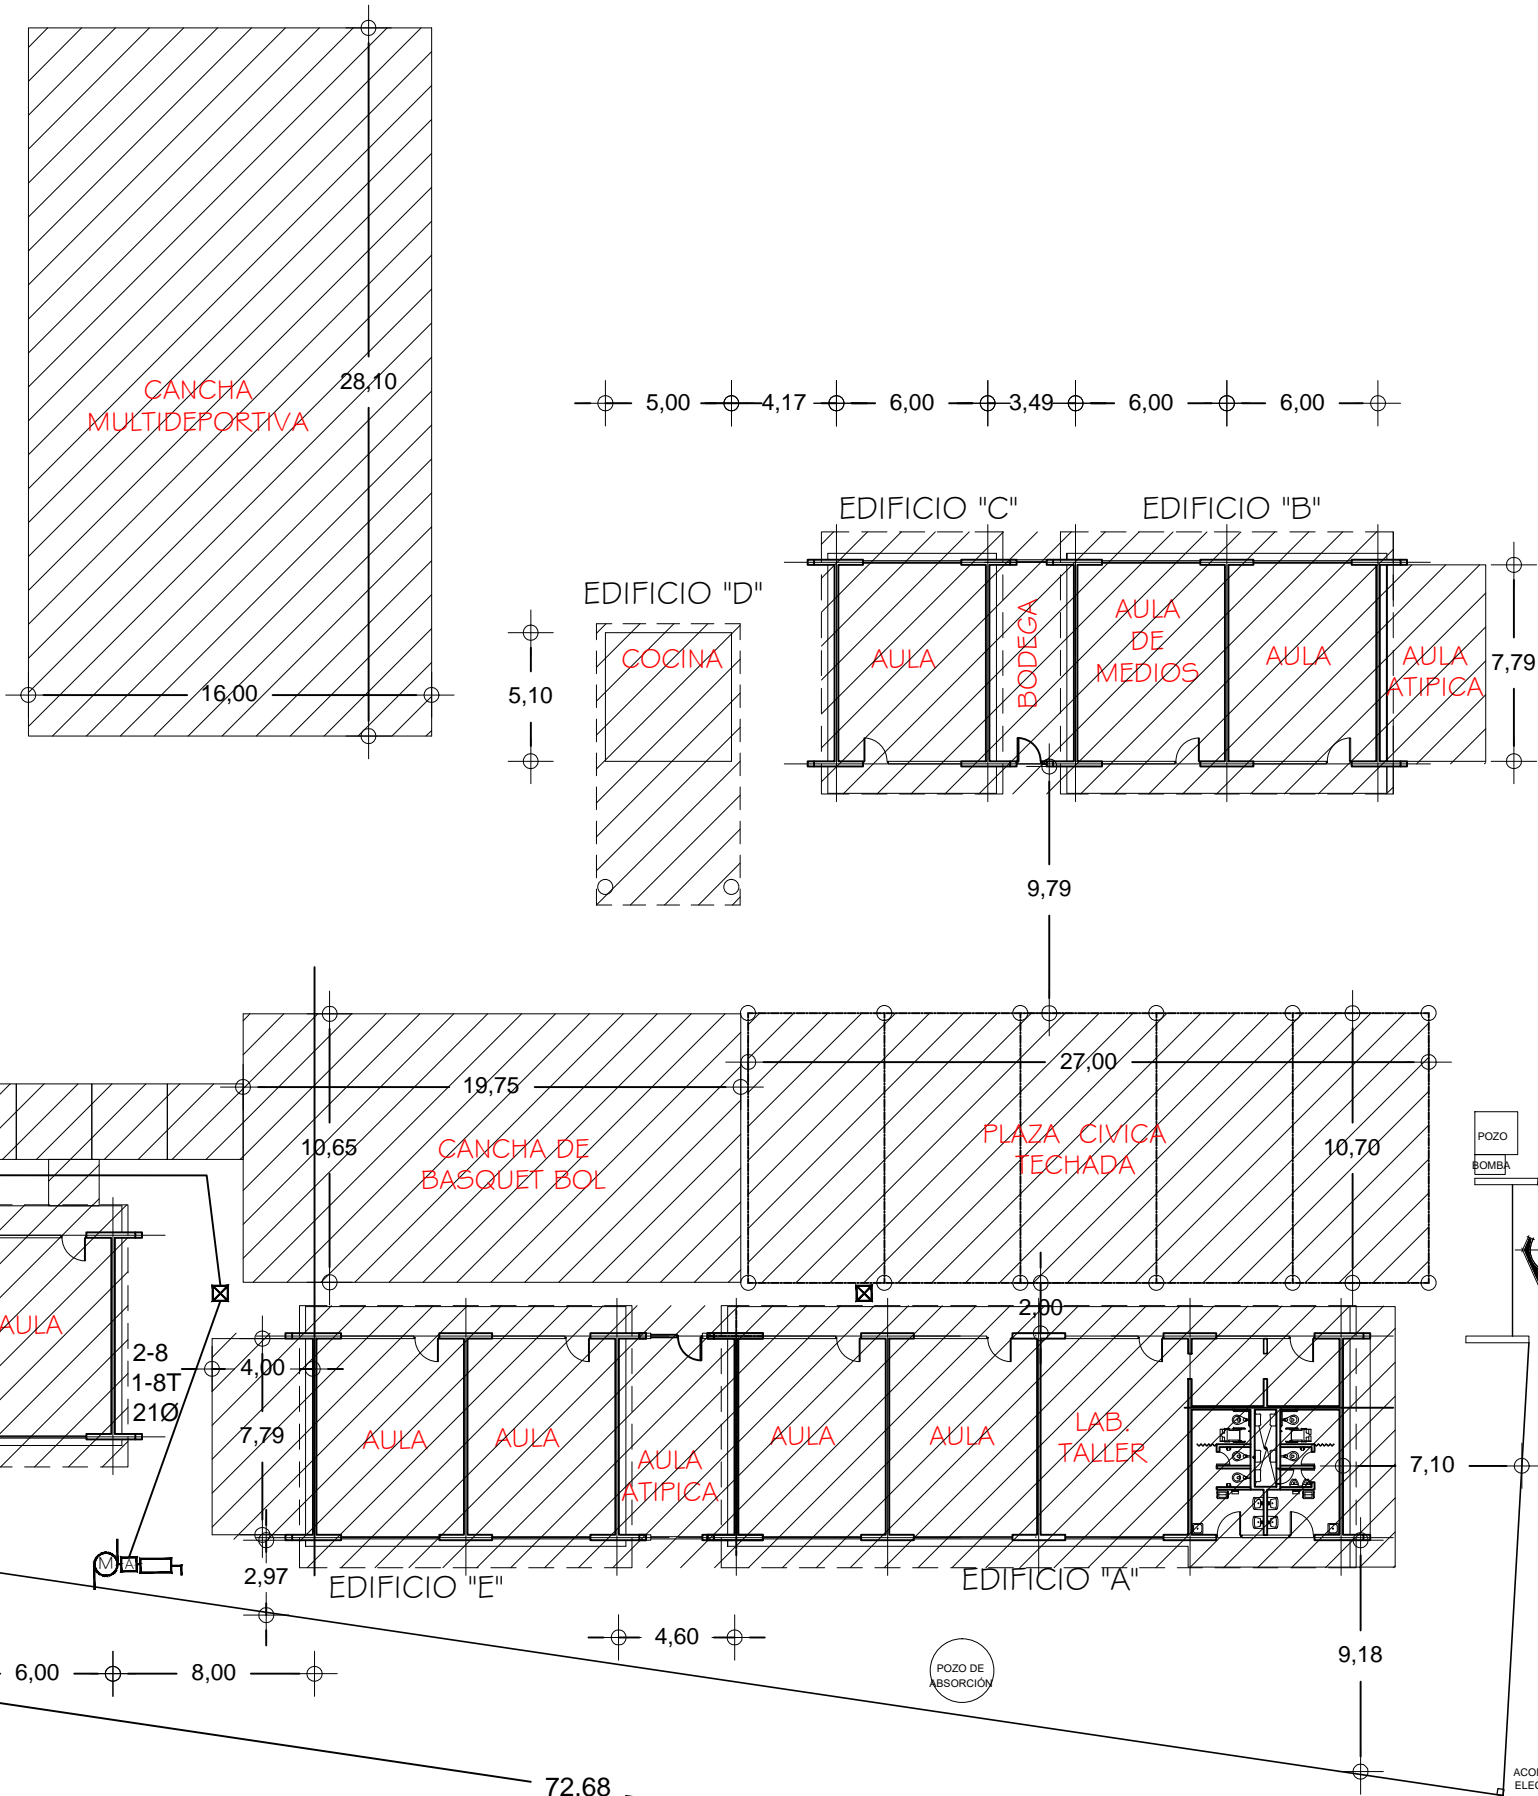 CANCHA
MULTIDEPORTIVA
28,10
16,00
5,00
4,17
6,00
3,49
6,00
6,00
EDIFICIO "C"
EDIFICIO "B"
EDIFICIO "D"
COCINA
5,10
AULA
BODEGA
AULA
DE
MEDIOS
AULA
AULA
ATIPICA
7,79
9,79
19,75
10,65
CANCHA DE
BASQUET BOL
27,00
PLAZA CIVICA
TECHADA
10,70
POZO
BOMBA
2,00
AULA
2-8
1-8T
21Ø
4,00
7,79
AULA
AULA
AULA
ATIPICA
AULA
AULA
LAB.
TALLER
7,10
M
A
2,97
EDIFICIO "E"
EDIFICIO "A"
4,60
6,00
8,00
POZO DE
ABSORCIÓN
9,18
72,68